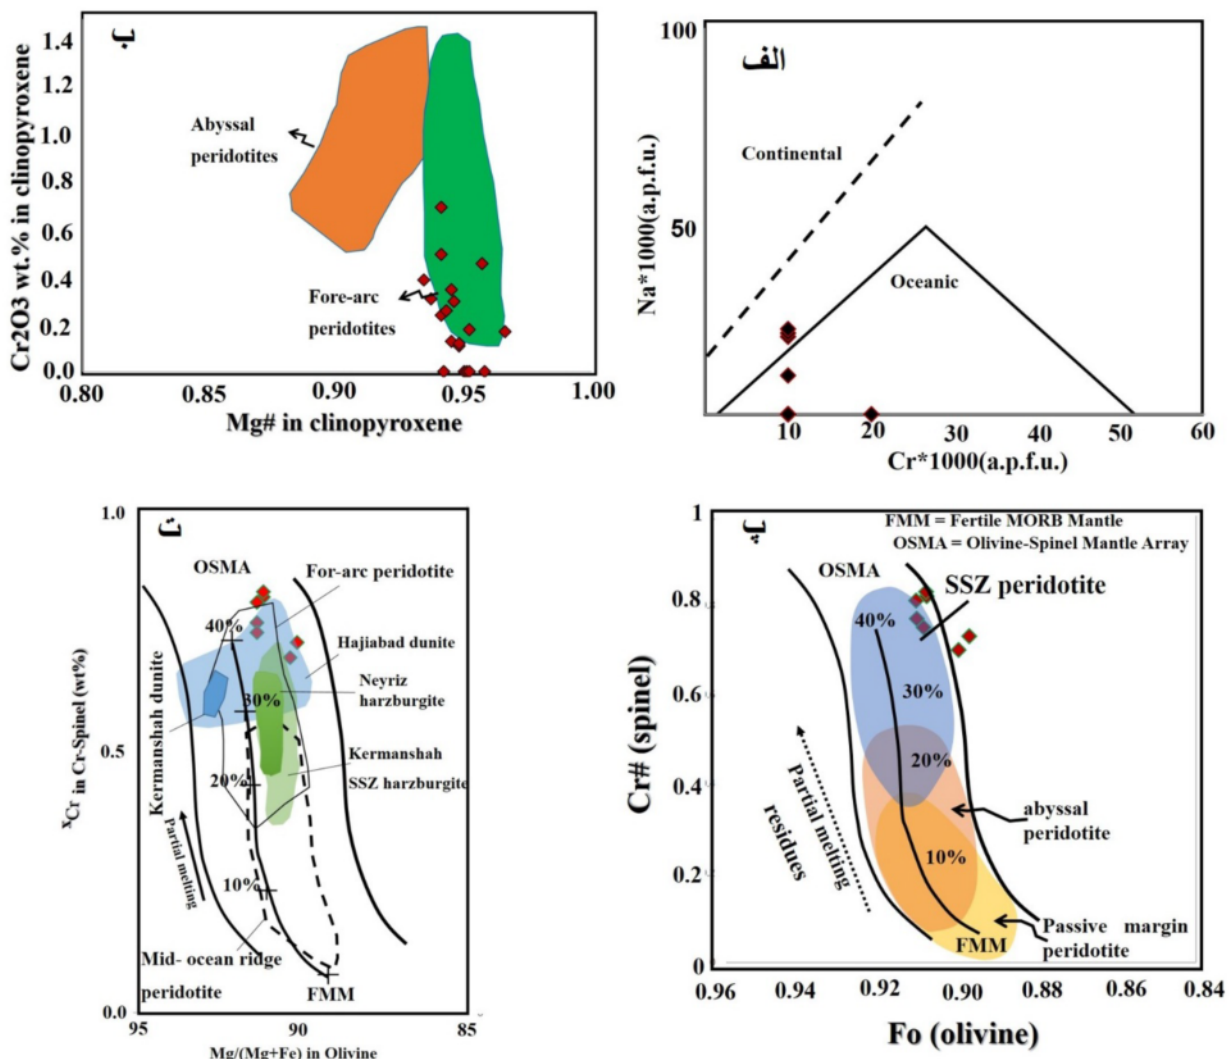 ب
1.4
1.2
1.0
0.8
0.6
0.4
0.2
0.0
Cr2O3 wt.% in clinopyroxene
Abyssal
peridotites
Fore-arc
peridotites
0.80
0.85
0.90
0.95
1.00
Mg# in clinopyroxene
الف
100
50
Na*1000(a.p.f.u.)
Continental
Oceanic
10
20
30
40
50
60
Cr*1000(a.p.f.u.)
1.0
0.5
0.0
XCr in Cr-Spinel (wt%)
OSMA
For-arc peridotite
40%
Hajiabad dunite
Neyriz
harzburgite
30%
Kermanshah dunite
Kermanshah
SSZ harzburgite
20%
Partial melting
10%
Mid- ocean ridge
peridotite
FMM
95
90
85
Mg/(Mg+Fe) in Olivine
1
0.8
0.6
0.4
0.2
0
Cr# (spinel)
FMM = Fertile MORB Mantle
OSMA = Olivine-Spinel Mantle Array
OSMA
SSZ peridotite
40%
30%
20%
abyssal
peridotite
Partial melting
residues
10%
Passive margin
peridotite
FMM
0.96
0.94
0.92
0.90
0.88
0.86
0.84
Fo (olivine)